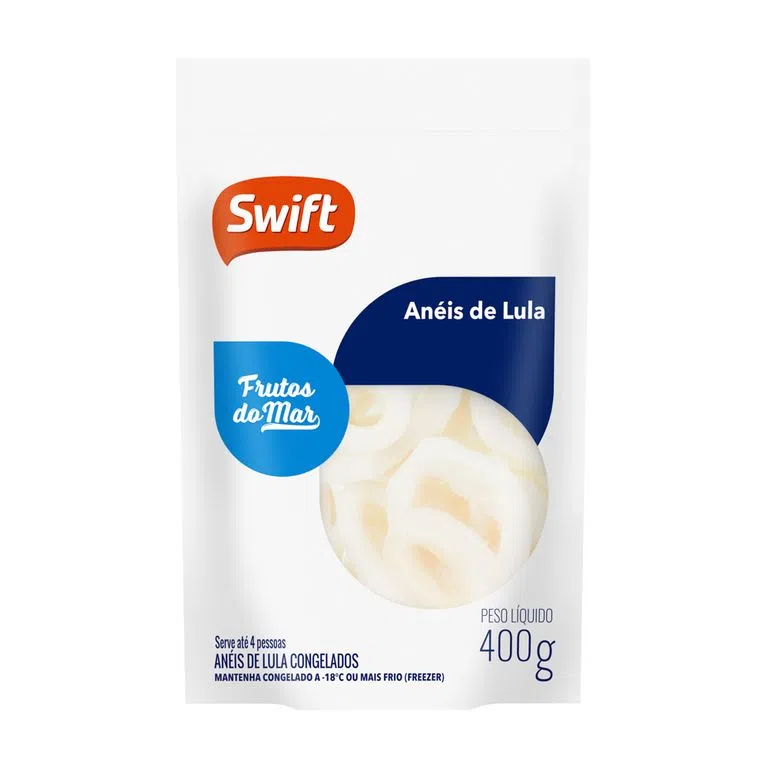 Swift
Anéis de Lula
Frutos
do Mar
PESO LÍQUIDO
400g
Serve até 4 pessoas
ANÉIS DE LULA CONGELADOS
MANTENHA CONGELADO A -18°C OU MAIS FRIO (FREEZER)